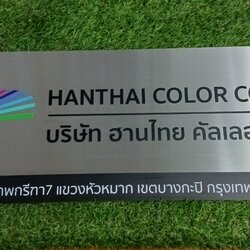 HANTHAI COLOR CO
บริษัท ฮานไทย คัลเลอ
พกรีฑา7 แขวงหัวหมาก เขตบางกะปิ กรุงเทพ